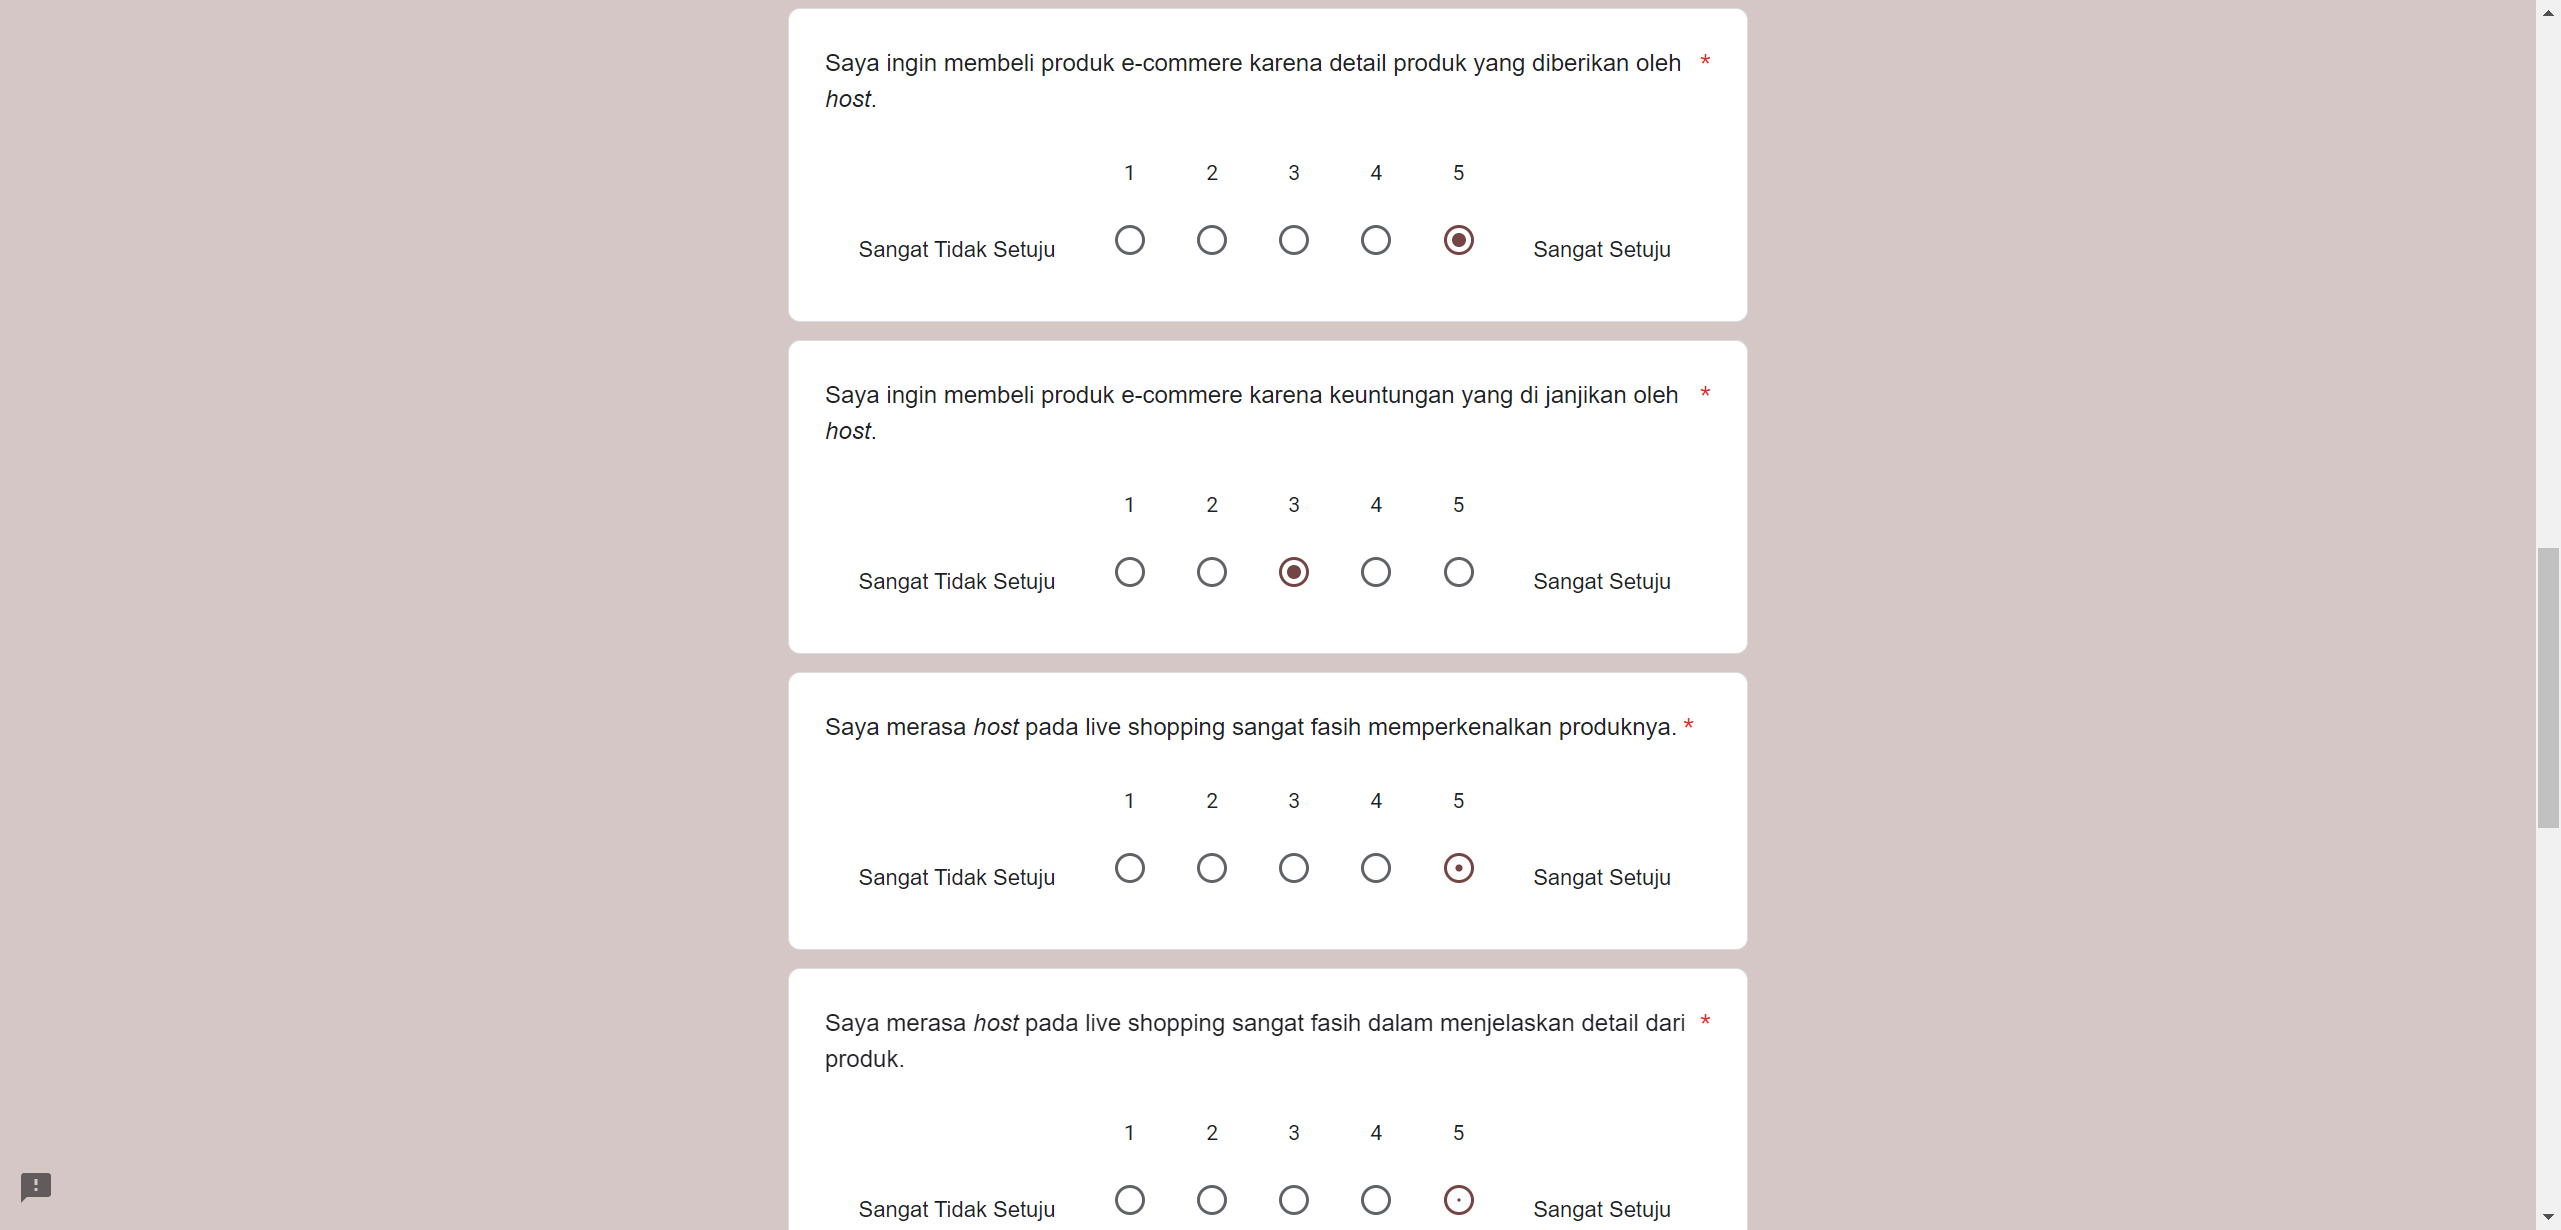 Saya ingin membeli produk e-commere karena detail produk yang diberikan oleh *
host.
1 2 3 4 5
Sangat Tidak Setuju Sangat Setuju
Saya ingin membeli produk e-commere karena keuntungan yang di janjikan oleh *
host.
1 2 3 4 5
Sangat Tidak Setuju Sangat Setuju
Saya merasa host pada live shopping sangat fasih memperkenalkan produknya. *
1 2 3 4 5
Sangat Tidak Setuju Sangat Setuju
Saya merasa host pada live shopping sangat fasih dalam menjelaskan detail dari *
produk.
1 2 3 4 5
Sangat Tidak Setuju Sangat Setuju